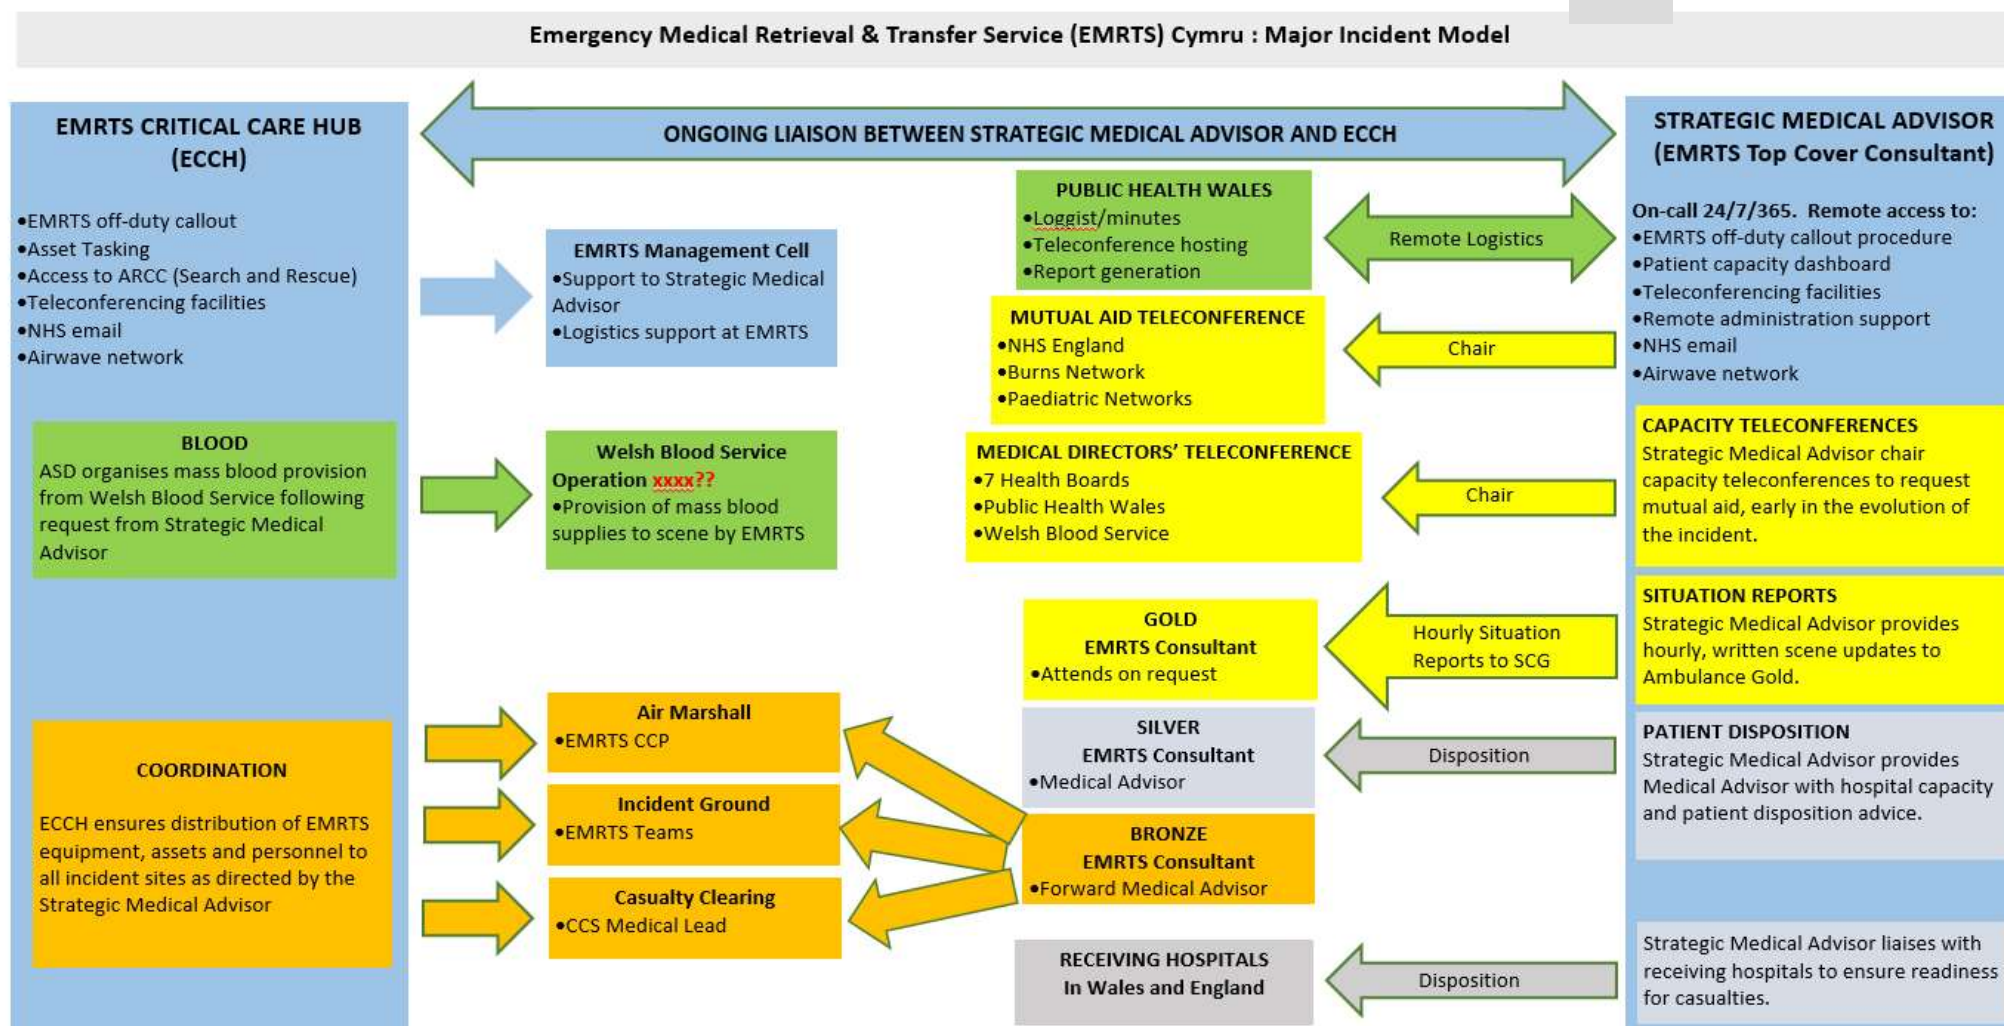 Emergency Medical Retrieval & Transfer Service (EMRTS) Cymru : Major Incident Model
EMRTS CRITICAL CARE HUB
(ECCH)
•EMRTS off-duty callout
•Asset Tasking
•Access to ARCC (Search and Rescue)
•Teleconferencing facilities
•NHS email
•Airwave network
BLOOD
ASD organises mass blood provision
from Welsh Blood Service following
request from Strategic Medical
Advisor
COORDINATION
ECCH ensures distribution of EMRTS
equipment, assets and personnel to
all incident sites as directed by the
Strategic Medical Advisor
ONGOING LIAISON BETWEEN STRATEGIC MEDICAL ADVISOR AND ECCH
EMRTS Management Cell
•Support to Strategic Medical
Advisor
•Logistics support at EMRTS
Welsh Blood Service
Operation xxxx??
•Provision of mass blood
supplies to scene by EMRTS
Air Marshall
•EMRTS CCP
Incident Ground
•EMRTS Teams
Casualty Clearing
•CCS Medical Lead
PUBLIC HEALTH WALES
•Loggist/minutes
•Teleconference hosting
•Report generation
MUTUAL AID TELECONFERENCE
•NHS England
•Burns Network
•Paediatric Networks
MEDICAL DIRECTORS’ TELECONFERENCE
•7 Health Boards
•Public Health Wales
•Welsh Blood Service
GOLD
EMRTS Consultant
•Attends on request
SILVER
EMRTS Consultant
•Medical Advisor
BRONZE
EMRTS Consultant
•Forward Medical Advisor
RECEIVING HOSPITALS
In Wales and England
Remote Logistics
Chair
Chair
Hourly Situation
Reports to SCG
Disposition
Disposition
STRATEGIC MEDICAL ADVISOR
(EMRTS Top Cover Consultant)
On-call 24/7/365. Remote access to:
•EMRTS off-duty callout procedure
•Patient capacity dashboard
•Teleconferencing facilities
•Remote administration support
•NHS email
•Airwave network
CAPACITY TELECONFERENCES
Strategic Medical Advisor chair
capacity teleconferences to request
mutual aid, early in the evolution of
the incident.
SITUATION REPORTS
Strategic Medical Advisor provides
hourly, written scene updates to
Ambulance Gold.
PATIENT DISPOSITION
Strategic Medical Advisor provides
Medical Advisor with hospital capacity
and patient disposition advice.
Strategic Medical Advisor liaises with
receiving hospitals to ensure readiness
for casualties.